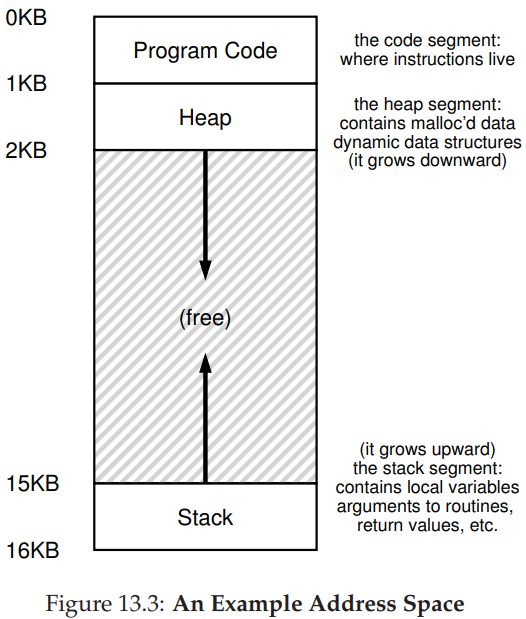 0KB
Program Code
the code segment:
where instructions live
1KB
Heap
the heap segment:
contains malloc’d data
dynamic data structures
(it grows downward)
2KB
(free)
(it grows upward)
the stack segment:
contains local variables
arguments to routines,
return values, etc.
15KB
Stack
16KB
Figure 13.3: An Example Address Space